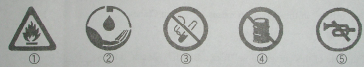 ① ② ③ ④ ⑤